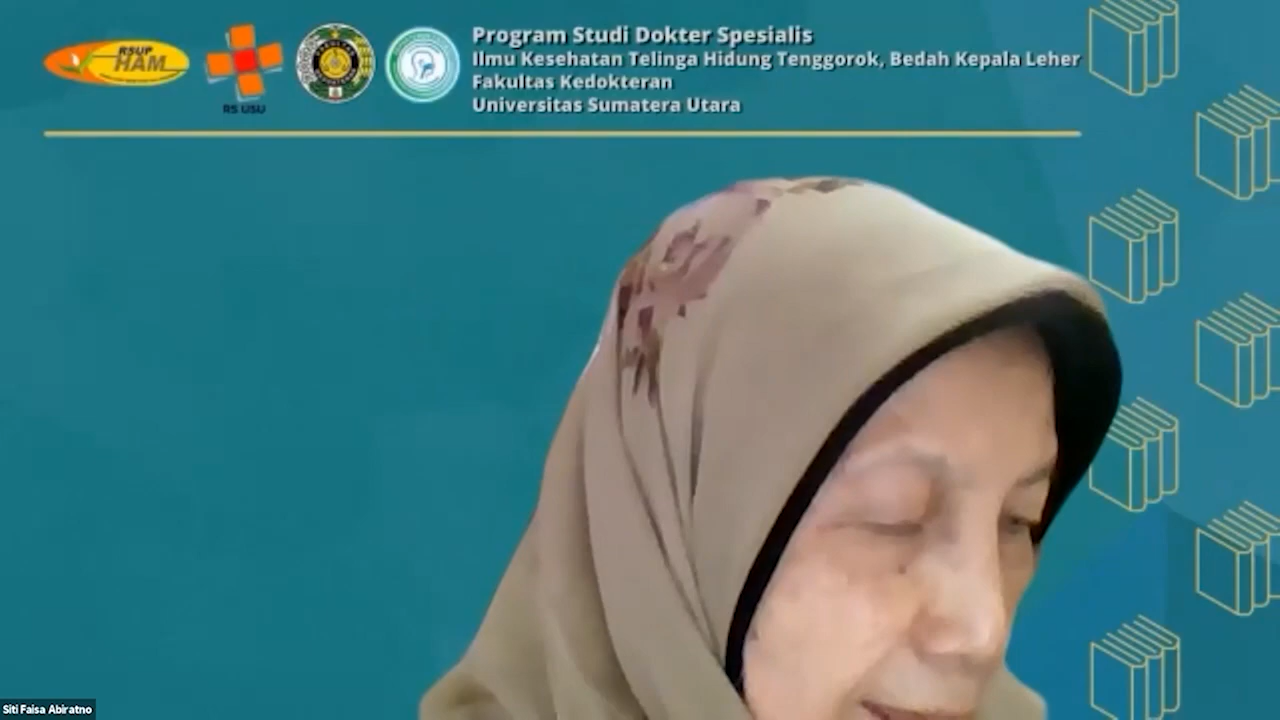 RSUP
HAM
RS USU
Program Studi Dokter Spesialis
Ilmu Kesehatan Telinga Hidung Tenggorok, Bedah Kepala Leher
Fakultas Kedokteran
Universitas Sumatera Utara
Siti Faisa Abiratno